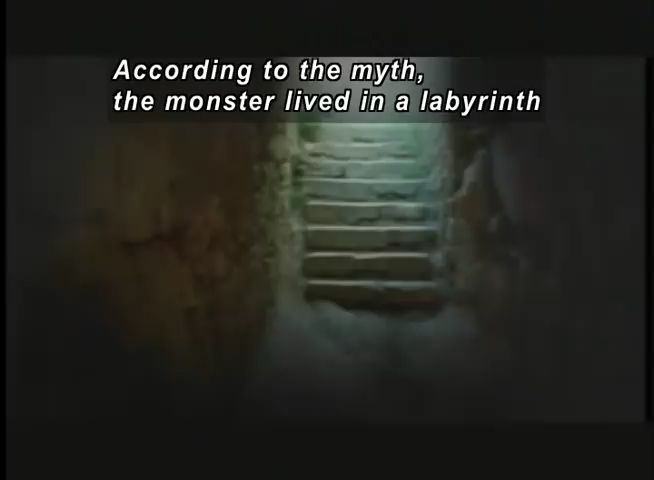 According to the myth,
the monster lived in a labyrinth